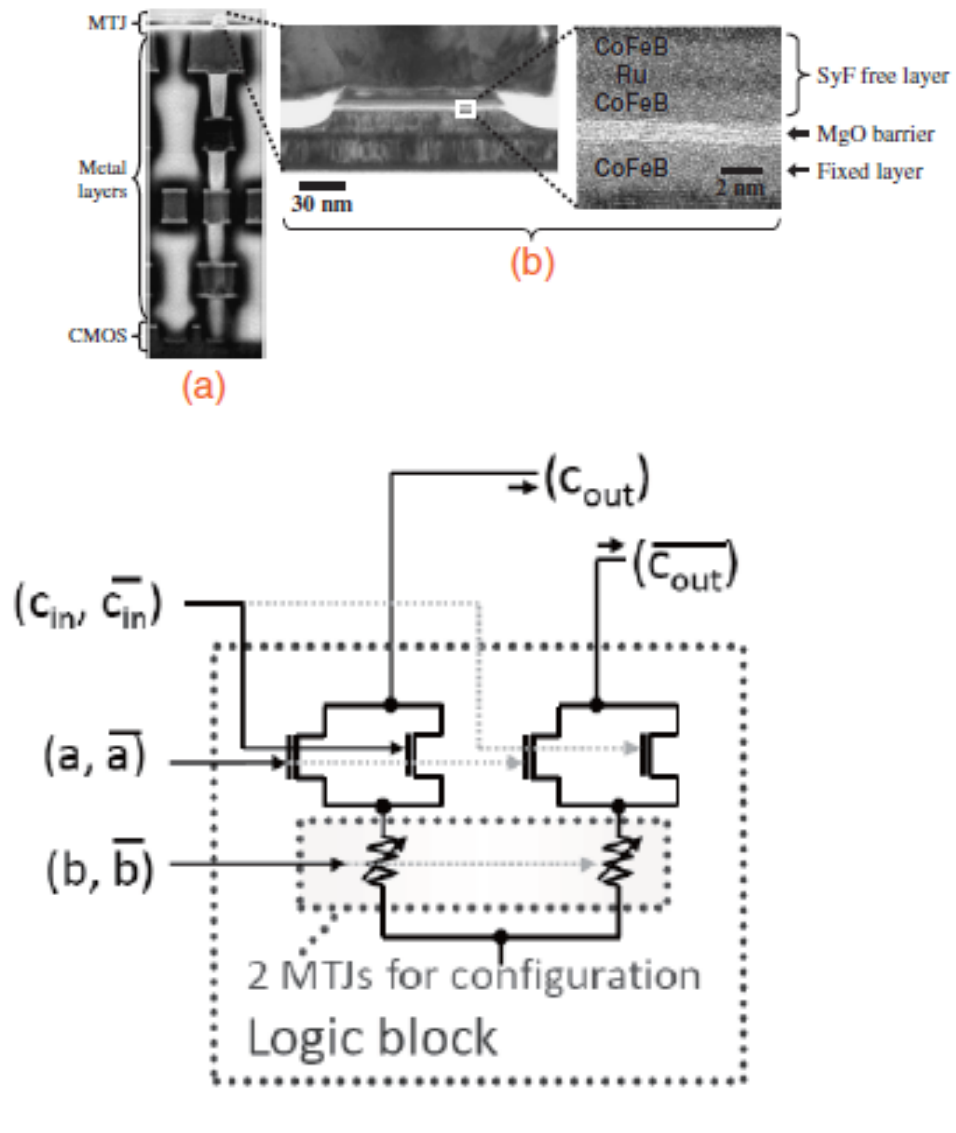 MTJ
Metal
layers
CMOS
(a)
30 nm
CoFeB
Ru
CoFeB
CoFeB
2 nm
SyF free layer
MgO barrier
Fixed layer
(b)
(c_out)
(c̅_out)
(c_in, c̅_in)
(a, a̅)
(b, b̅)
2 MTJs for configuration
Logic block